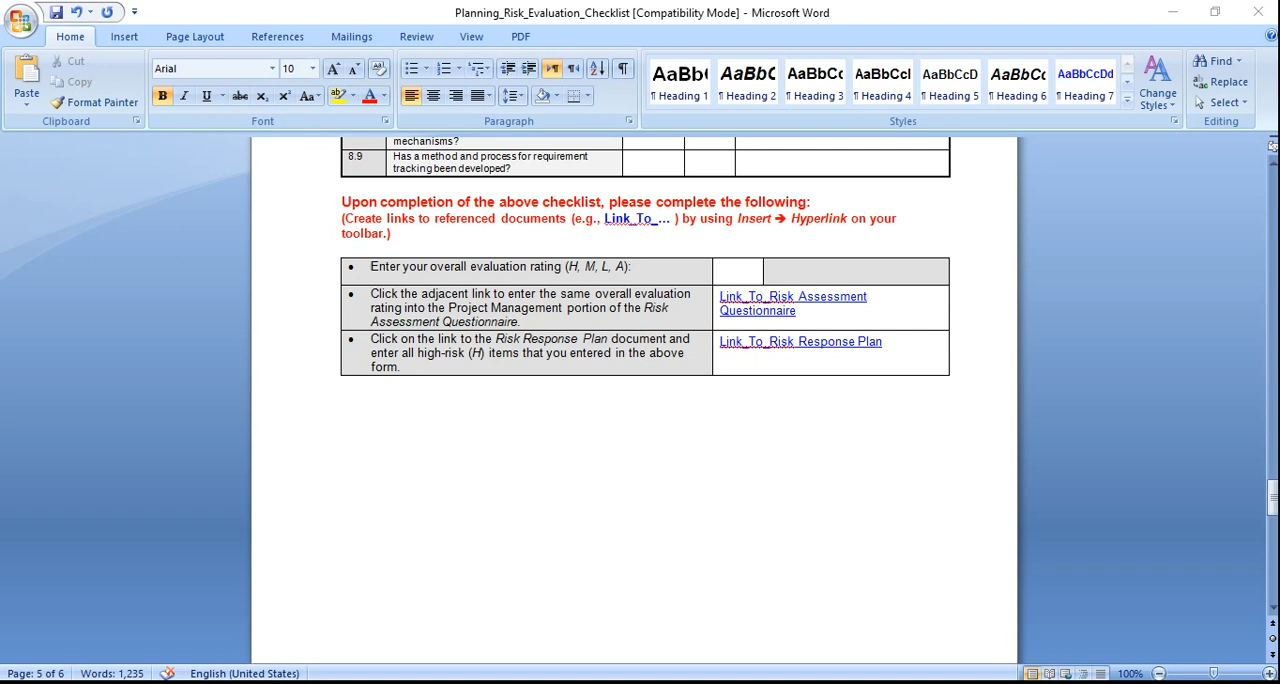 Planning_Risk_Evaluation_Checklist [Compatibility Mode] - Microsoft Word
Home Insert Page Layout References Mailings Review View PDF
Paste
Cut
Copy
Format Painter
Clipboard
Arial 10
Font
Paragraph
AaBb( AaBbC AaBbCc AaBbCcI AaBbCcD AaBbCc AaBbCcDd
¶ Heading 1 ¶ Heading 2 ¶ Heading 3 ¶ Heading 4 ¶ Heading 5 ¶ Heading 6 ¶ Heading 7
Change
Styles
Styles
Find
Replace
Select
Editing
mechanisms?
8.9 Has a method and process for requirement
tracking been developed?
Upon completion of the above checklist, please complete the following:
(Create links to referenced documents (e.g., Link_To_... ) by using Insert ➔ Hyperlink on your
toolbar.)
• Enter your overall evaluation rating (H, M, L, A):
• Click the adjacent link to enter the same overall evaluation
rating into the Project Management portion of the Risk
Assessment Questionnaire.
Link_To_Risk Assessment
Questionnaire
• Click on the link to the Risk Response Plan document and
enter all high-risk (H) items that you entered in the above
form.
Link_To_Risk Response Plan
Page: 5 of 6 Words: 1,235 English (United States) 100%